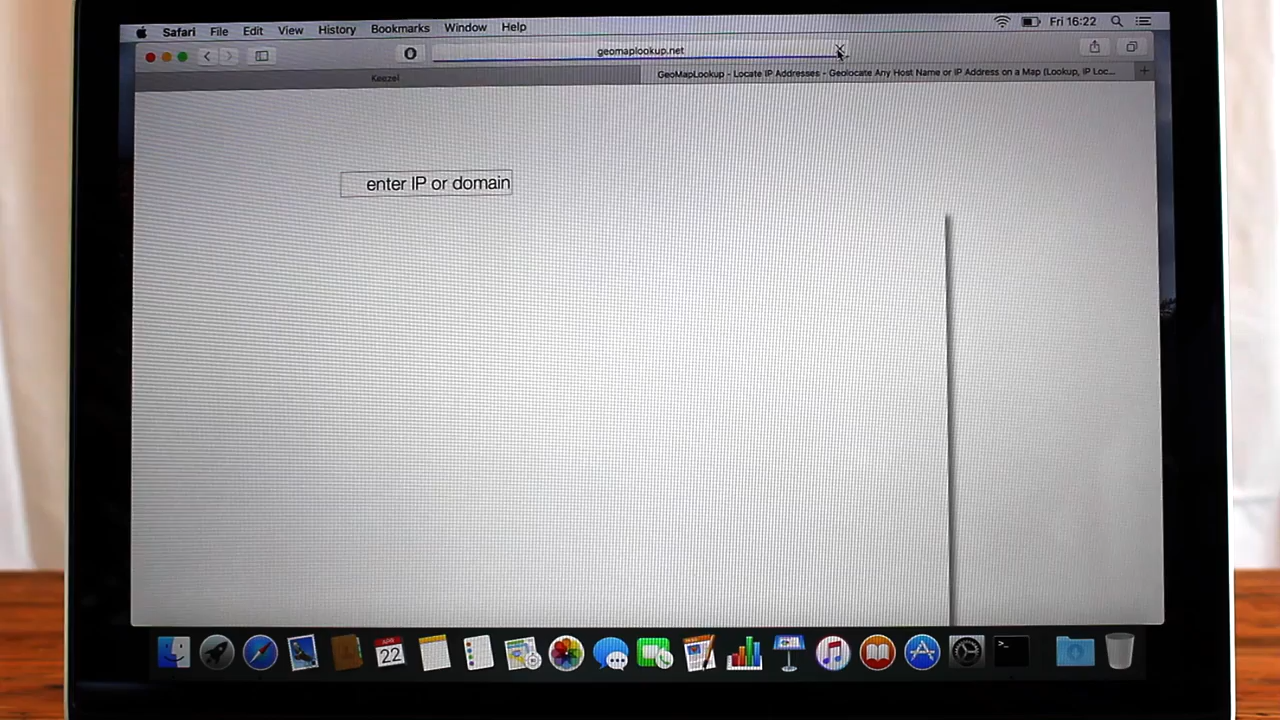 Safari File Edit View History Bookmarks Window Help Fri 16:22
geomaplookup.net
Keezel
GeoMapLookup - Locate IP Addresses - Geolocate Any Host Name or IP Address on a Map (Lookup, IP Loc...
enter IP or domain
APR
22